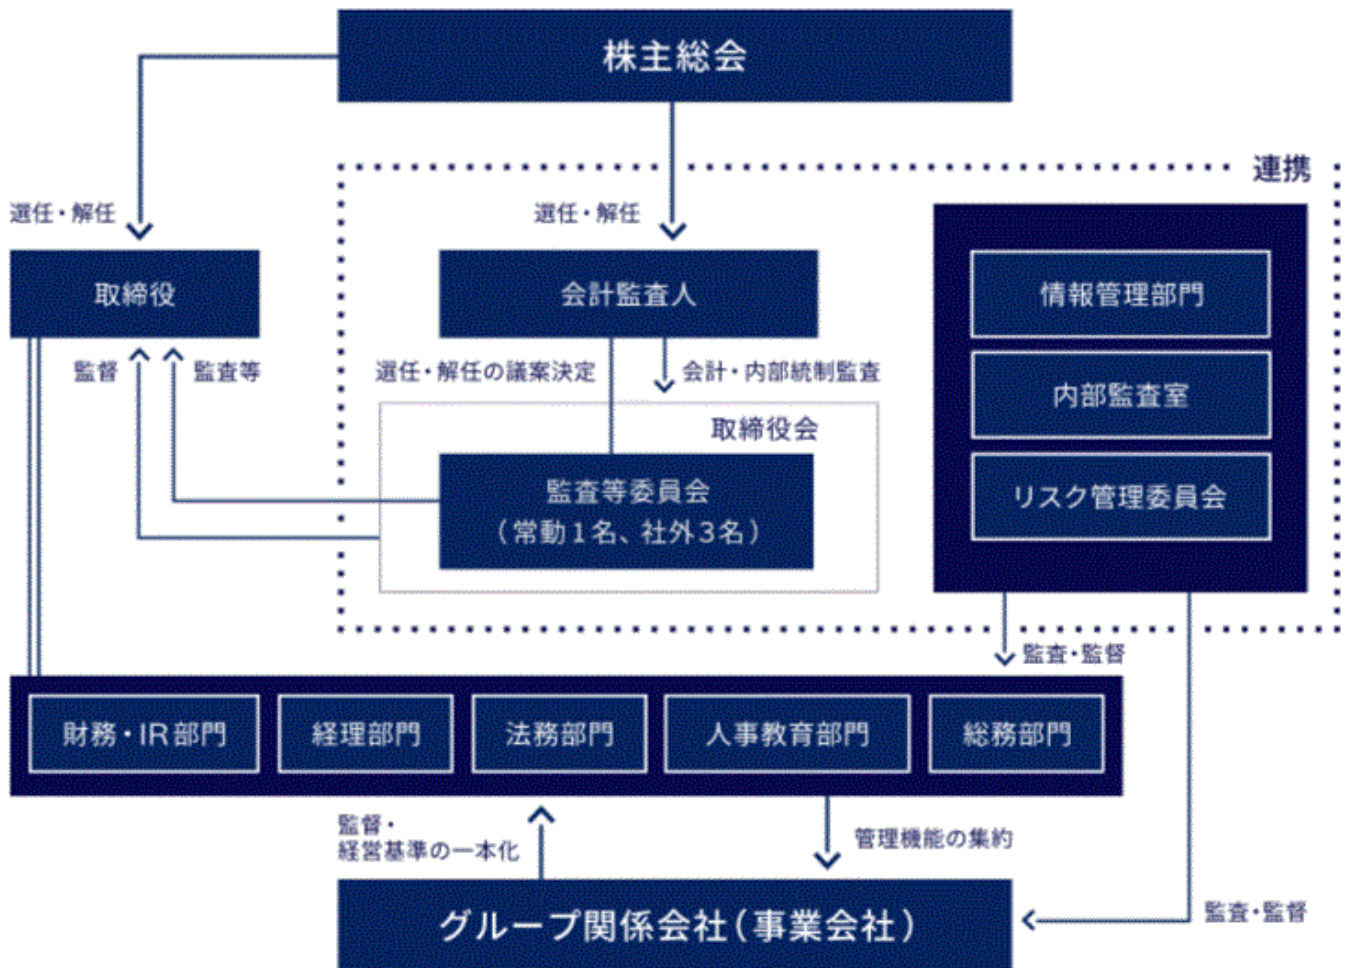 株主総会
連携
選任・解任
選任・解任
取締役
会計監査人
情報管理部門
監督
監査等
選任・解任の議案決定
会計・内部統制監査
内部監査室
取締役会
監査等委員会
（常動1名、社外3名）
リスク管理委員会
監査・監督
財務・IR部門
経理部門
法務部門
人事教育部門
総務部門
監督・
経営基準の一本化
管理機能の集約
グループ関係会社（事業会社）
監査・監督